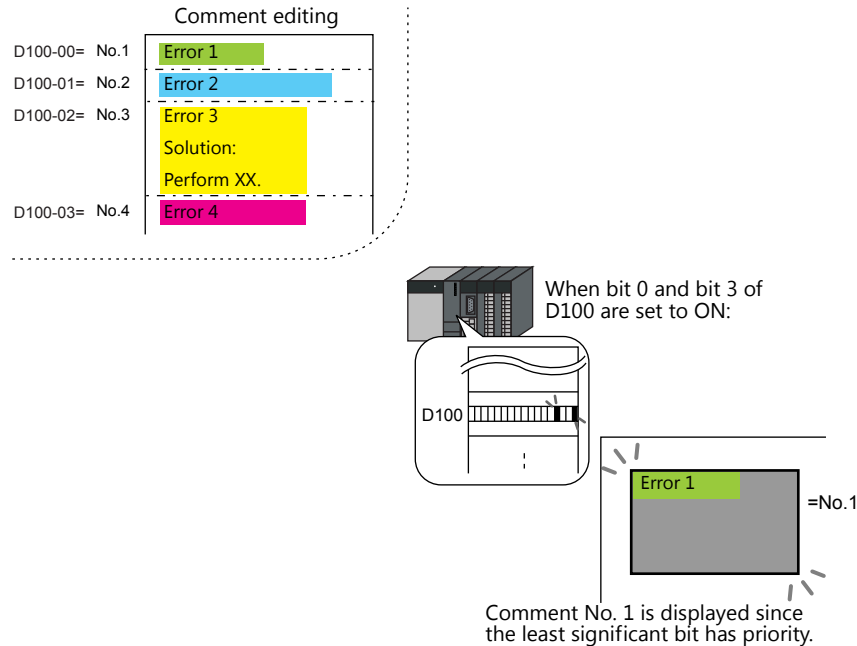 Comment editing
D100-00= No.1 Error 1
D100-01= No.2 Error 2
D100-02= No.3 Error 3
Solution:
Perform XX.
D100-03= No.4 Error 4
When bit 0 and bit 3 of
D100 are set to ON:
D100
Error 1
=No.1
Comment No. 1 is displayed since
the least significant bit has priority.